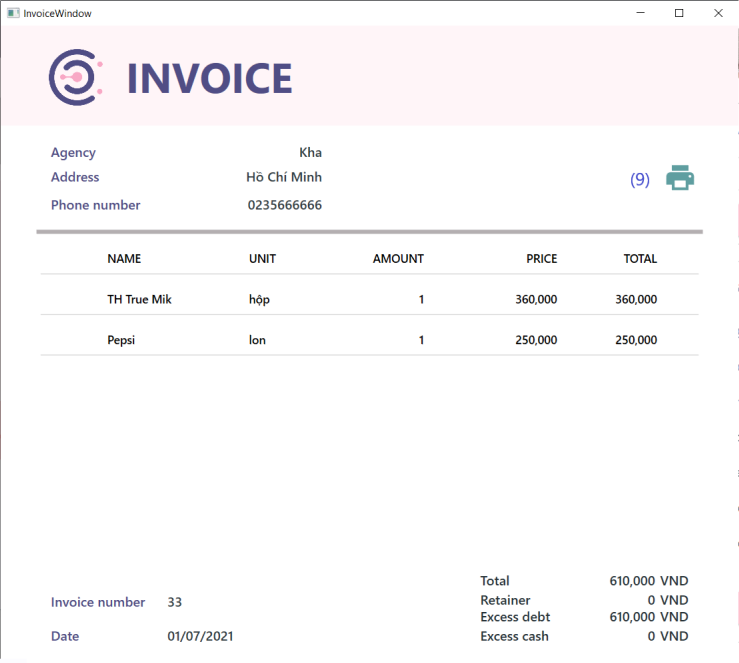 InvoiceWindow
INVOICE
Agency Kha
Address Hồ Chí Minh
Phone number 0235666666
(9)
NAME UNIT AMOUNT PRICE TOTAL
TH True Mik hộp 1 360,000 360,000
Pepsi lon 1 250,000 250,000
Total 610,000 VND
Invoice number 33
Retainer 0 VND
Excess debt 610,000 VND
Date 01/07/2021
Excess cash 0 VND